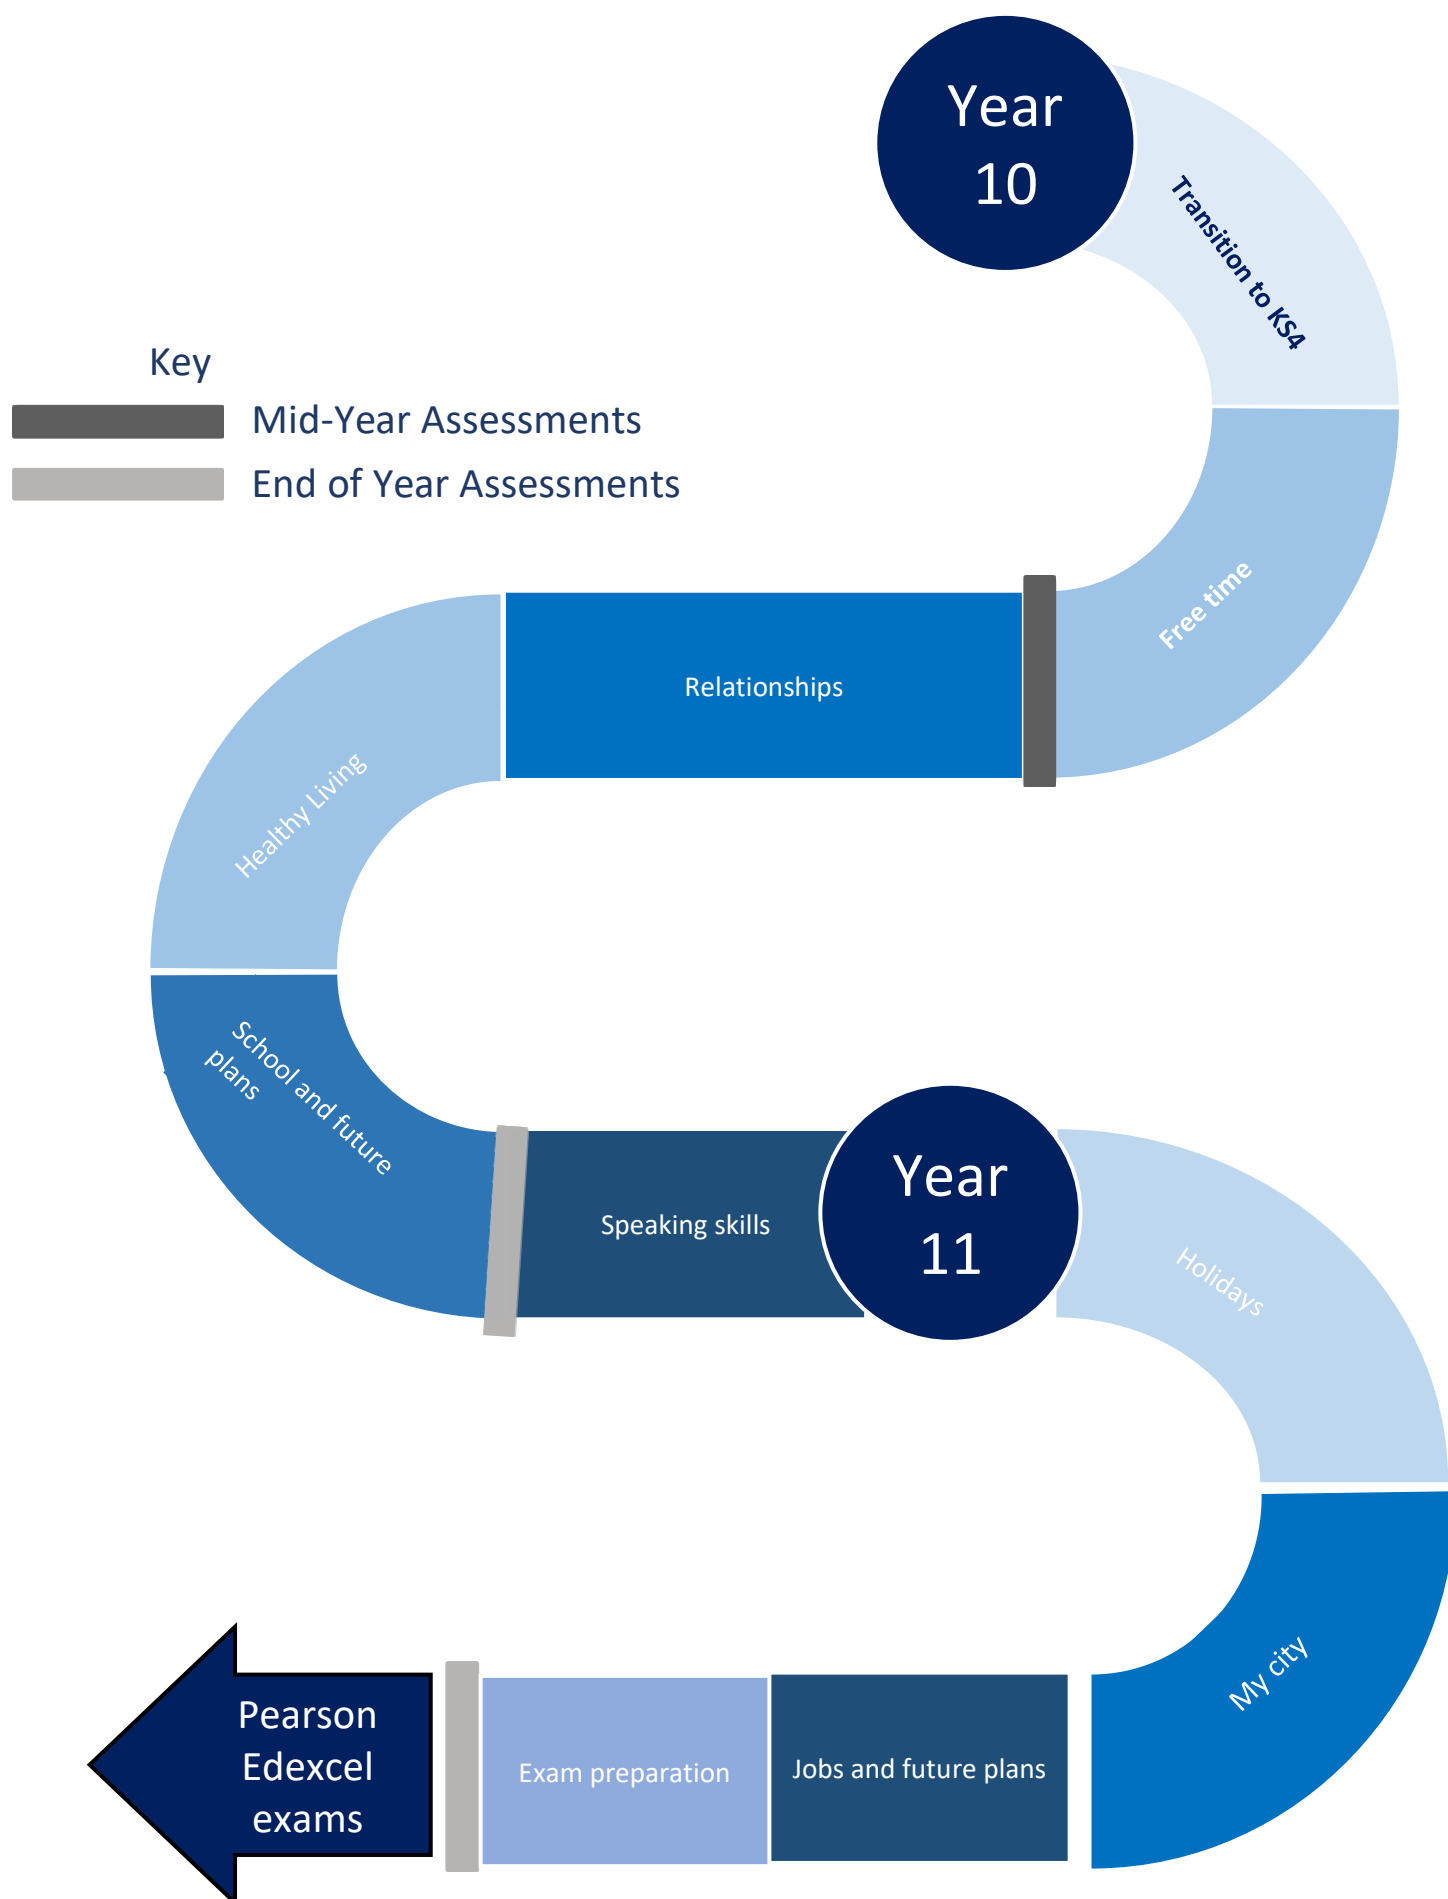 Year
10
Transition to KS4
Key
Mid-Year Assessments
End of Year Assessments
Free time
Relationships
Healthy Living
School and future
plans
Speaking skills
Year
11
Holidays
My city
Jobs and future plans
Exam preparation
Pearson
Edexcel
exams